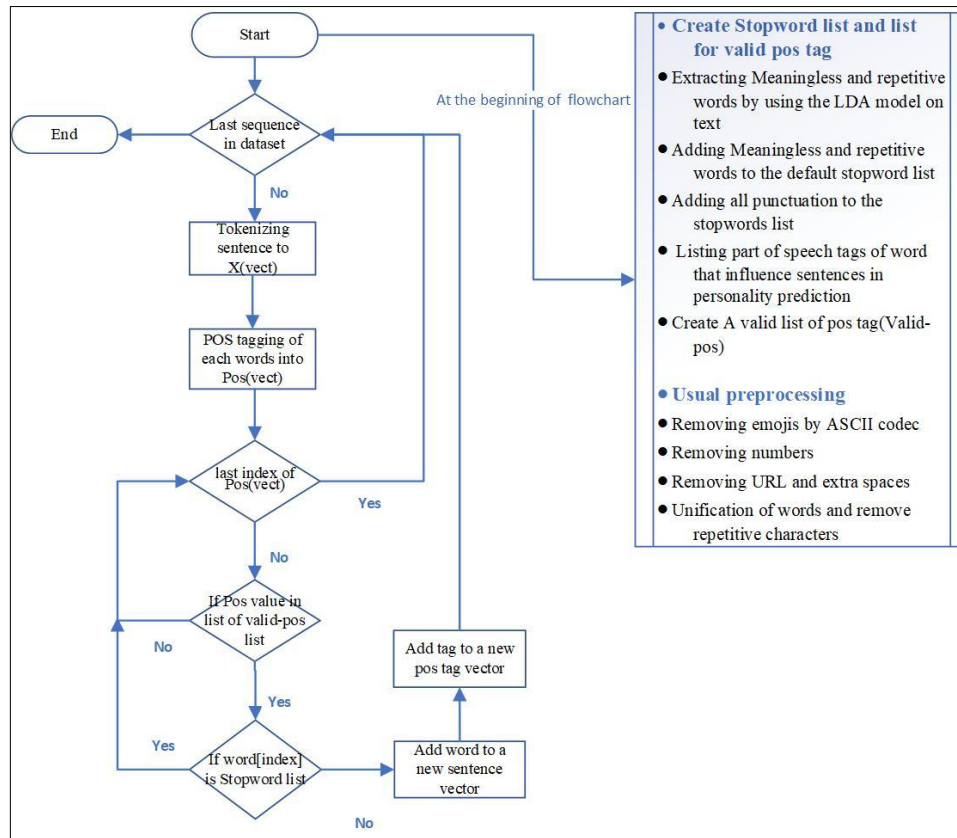 Start
At the beginning of flowchart
End
Last sequence
in dataset
No
Tokenizing
sentence to
X(vect)
POS tagging of
each words into
Pos(vect)
last index of
Pos(vect)
Yes
No
If Pos value in
list of valid-pos
list
No
Yes
Yes
If word[index]
is Stopword list
No
Add word to a
new sentence
vector
Add tag to a new
pos tag vector
• Create Stopword list and list
for valid pos tag
● Extracting Meaningless and repetitive
words by using the LDA model on
text
● Adding Meaningless and repetitive
words to the default stopword list
● Adding all punctuation to the
stopwords list
● Listing part of speech tags of word
that influence sentences in
personality prediction
● Create A valid list of pos tag(Valid-
pos)
• Usual preprocessing
● Removing emojis by ASCII codec
● Removing numbers
● Removing URL and extra spaces
● Unification of words and remove
repetitive characters